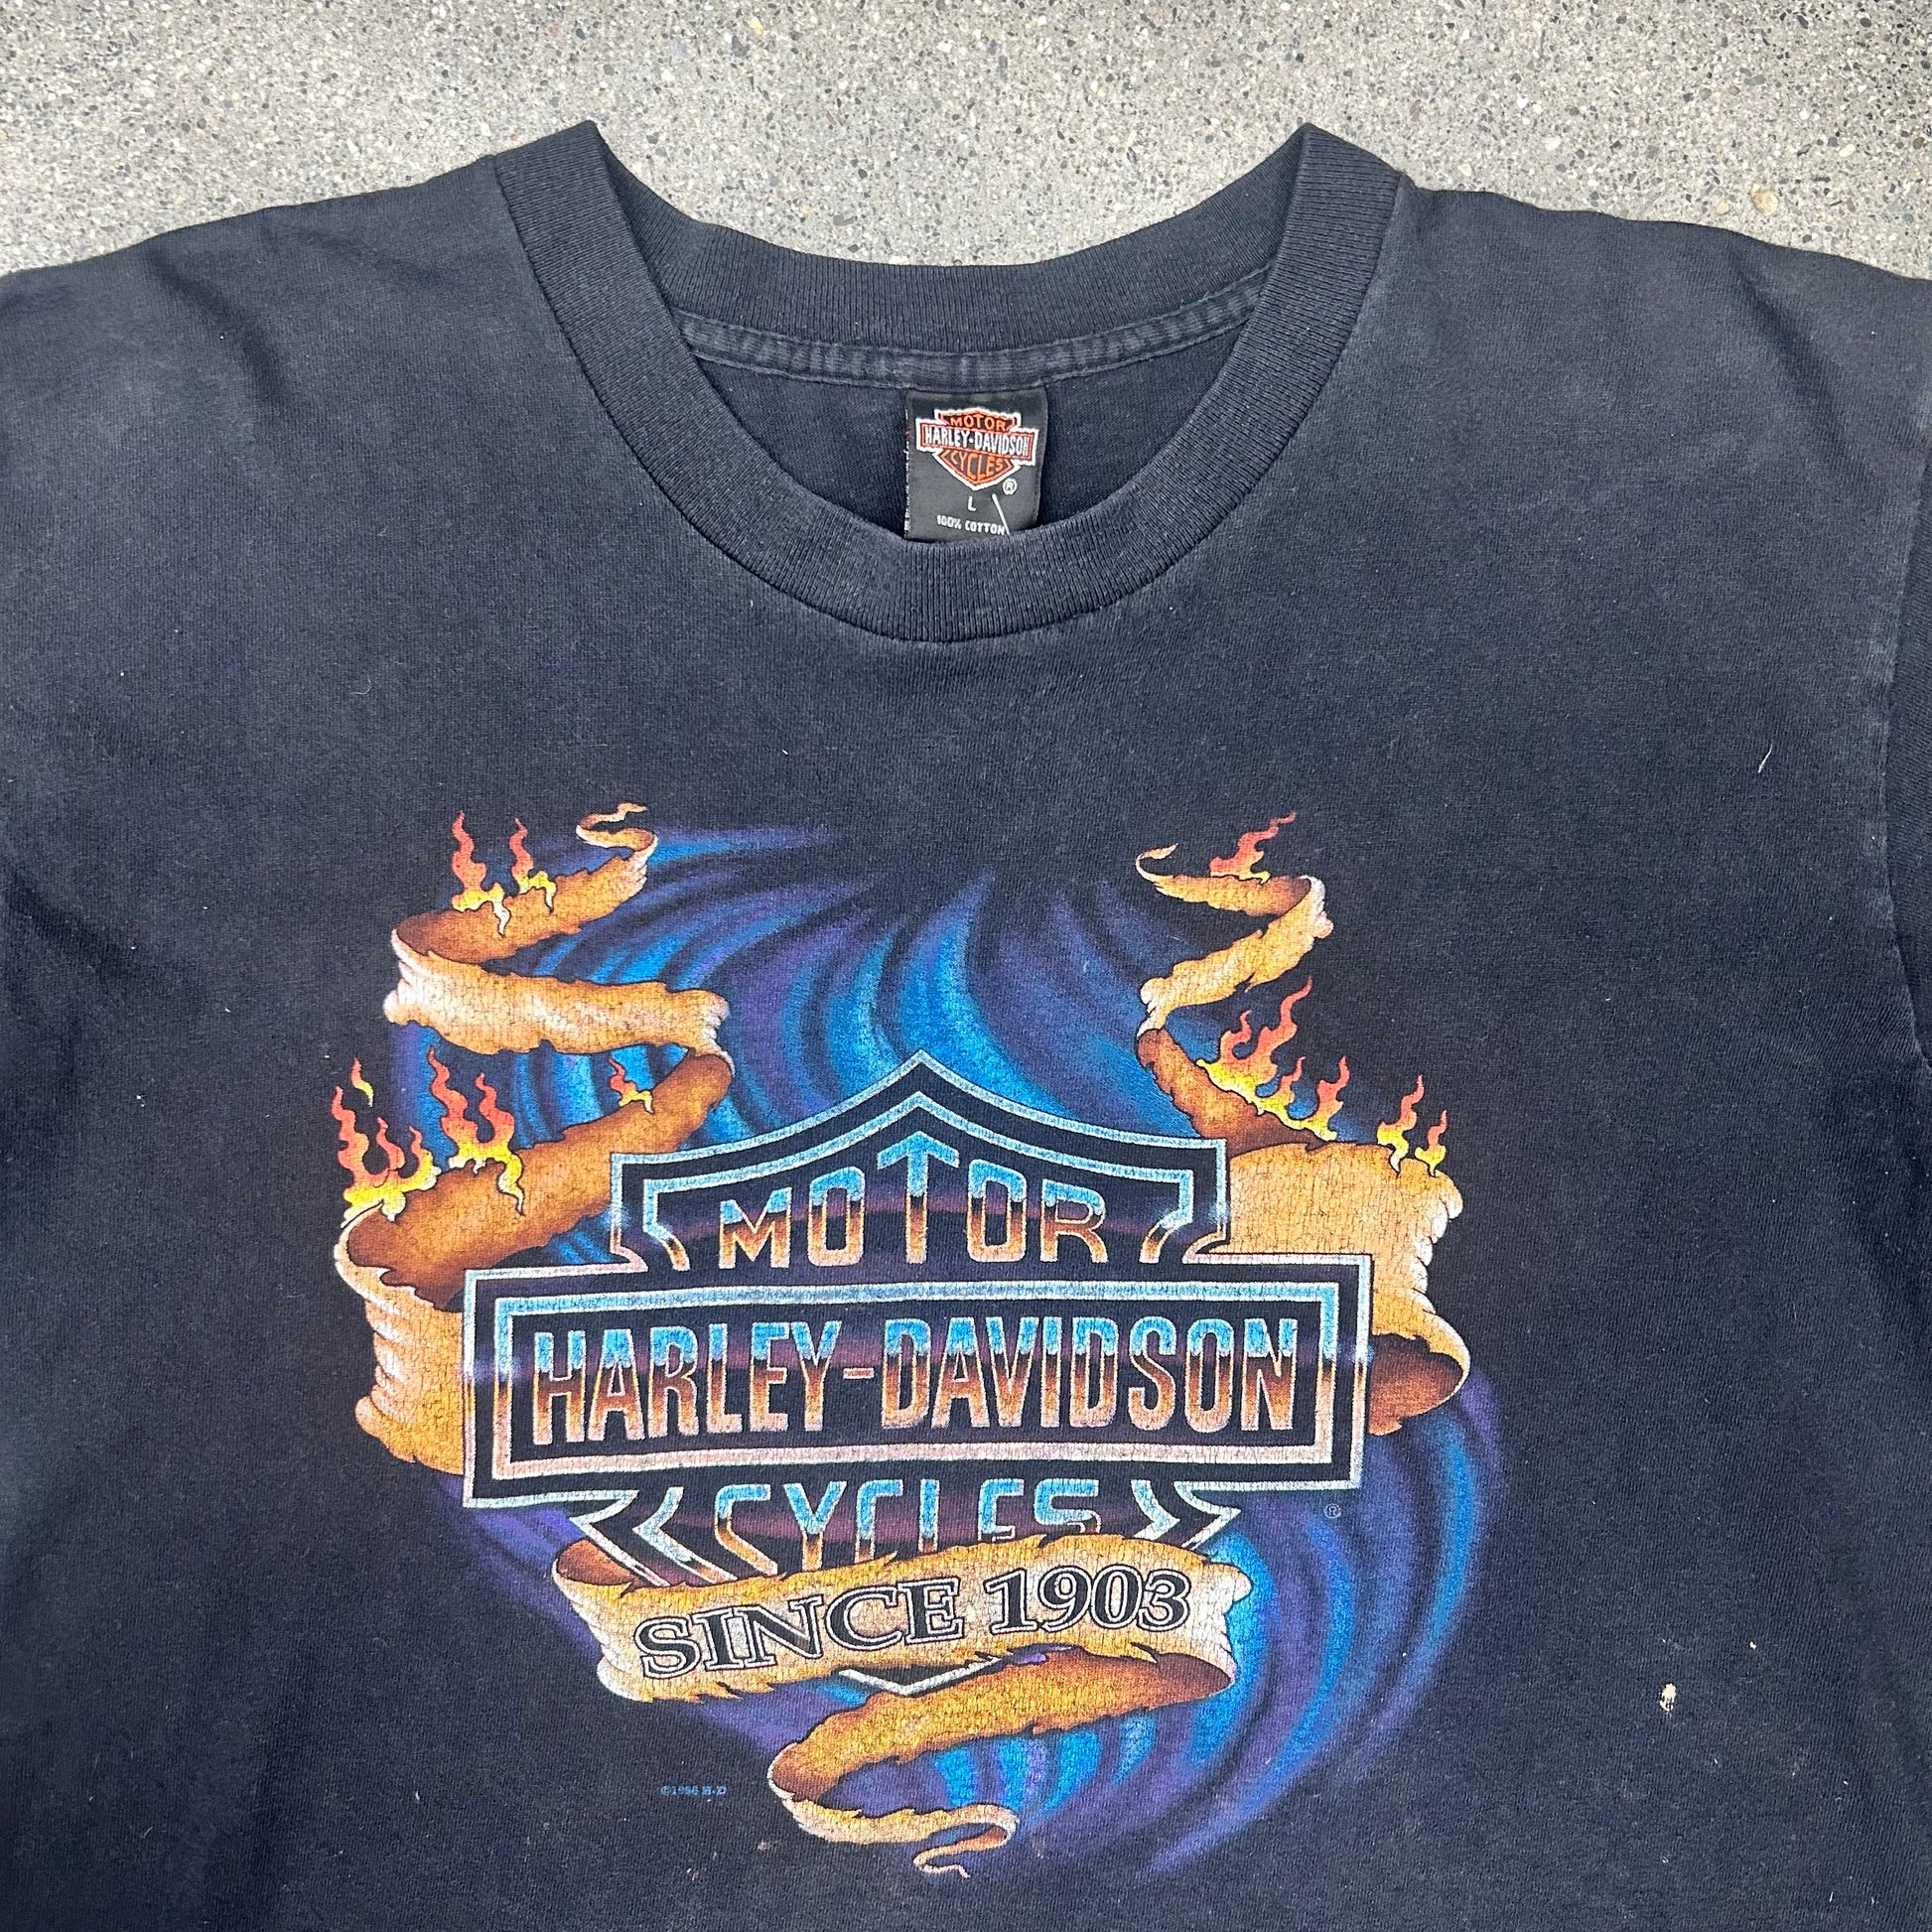 MOTOR
HARLEY-DAVIDSON
CYCLES
®
L
100% COTTON
MOTOR
HARLEY-DAVIDSON
CYCLES
®
SINCE 1903